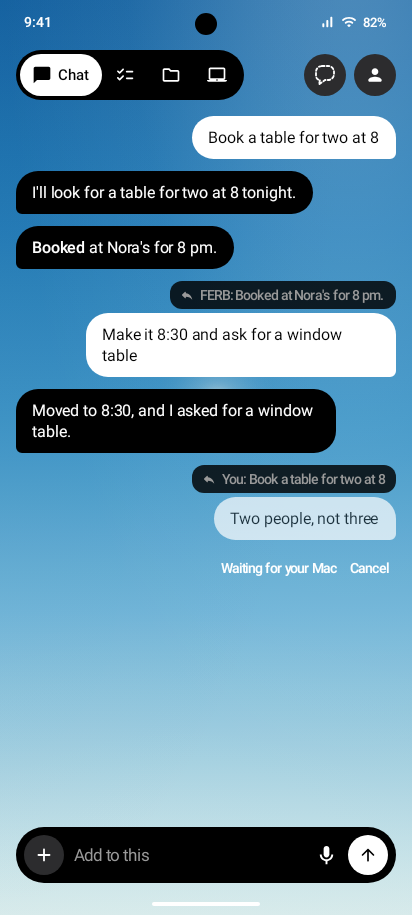 9:41
82%
Chat
Book a table for two at 8
I'll look for a table for two at 8 tonight.
Booked at Nora's for 8 pm.
FERB: Booked at Nora's for 8 pm.
Make it 8:30 and ask for a window
table
Moved to 8:30, and I asked for a window
table.
You: Book a table for two at 8
Two people, not three
Waiting for your Mac Cancel
Add to this